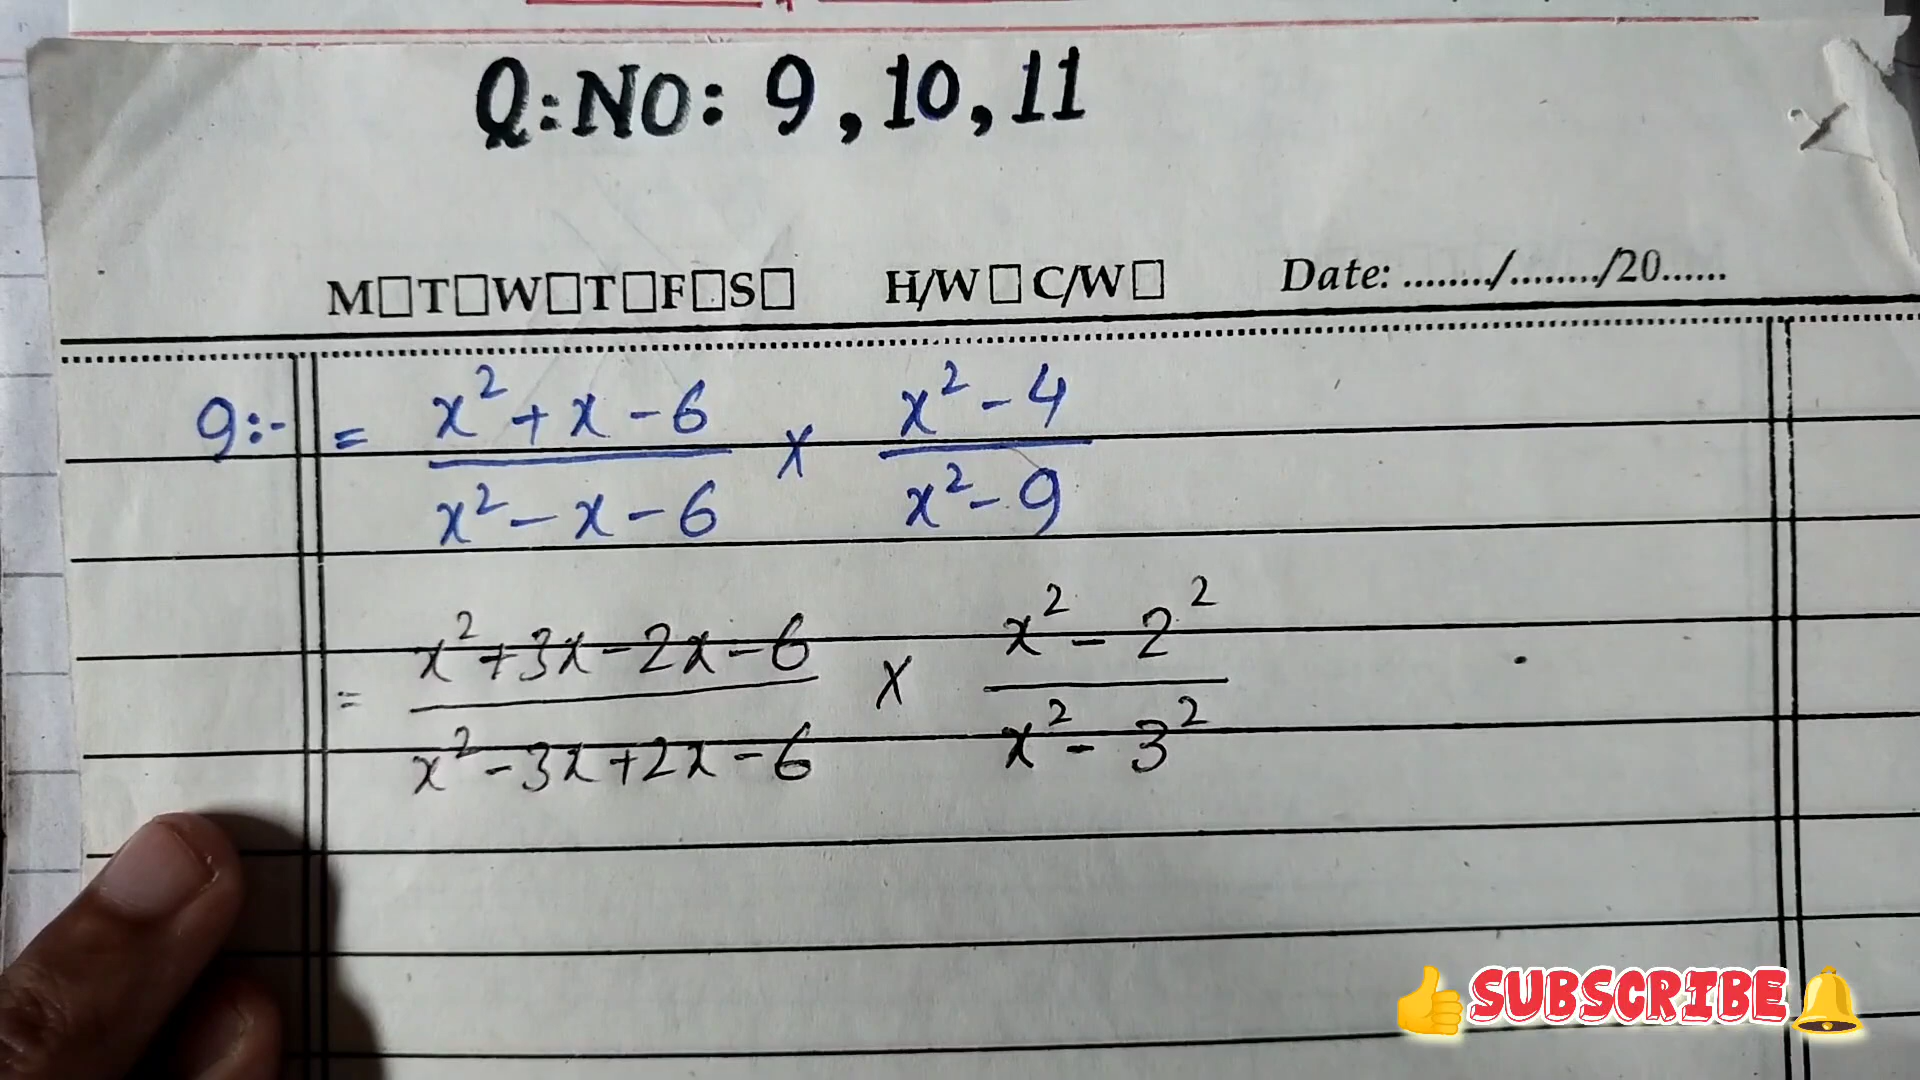 Q:NO: 9, 10, 11
M□T□W□T□F□S□ H/W□ C/W□ Date: ......../......../20......
9:- = (x² + x - 6)/(x² - x - 6) × (x² - 4)/(x² - 9)
= (x² + 3x - 2x - 6)/(x² - 3x + 2x - 6) × (x² - 2²)/(x² - 3²)
SUBSCRIBE